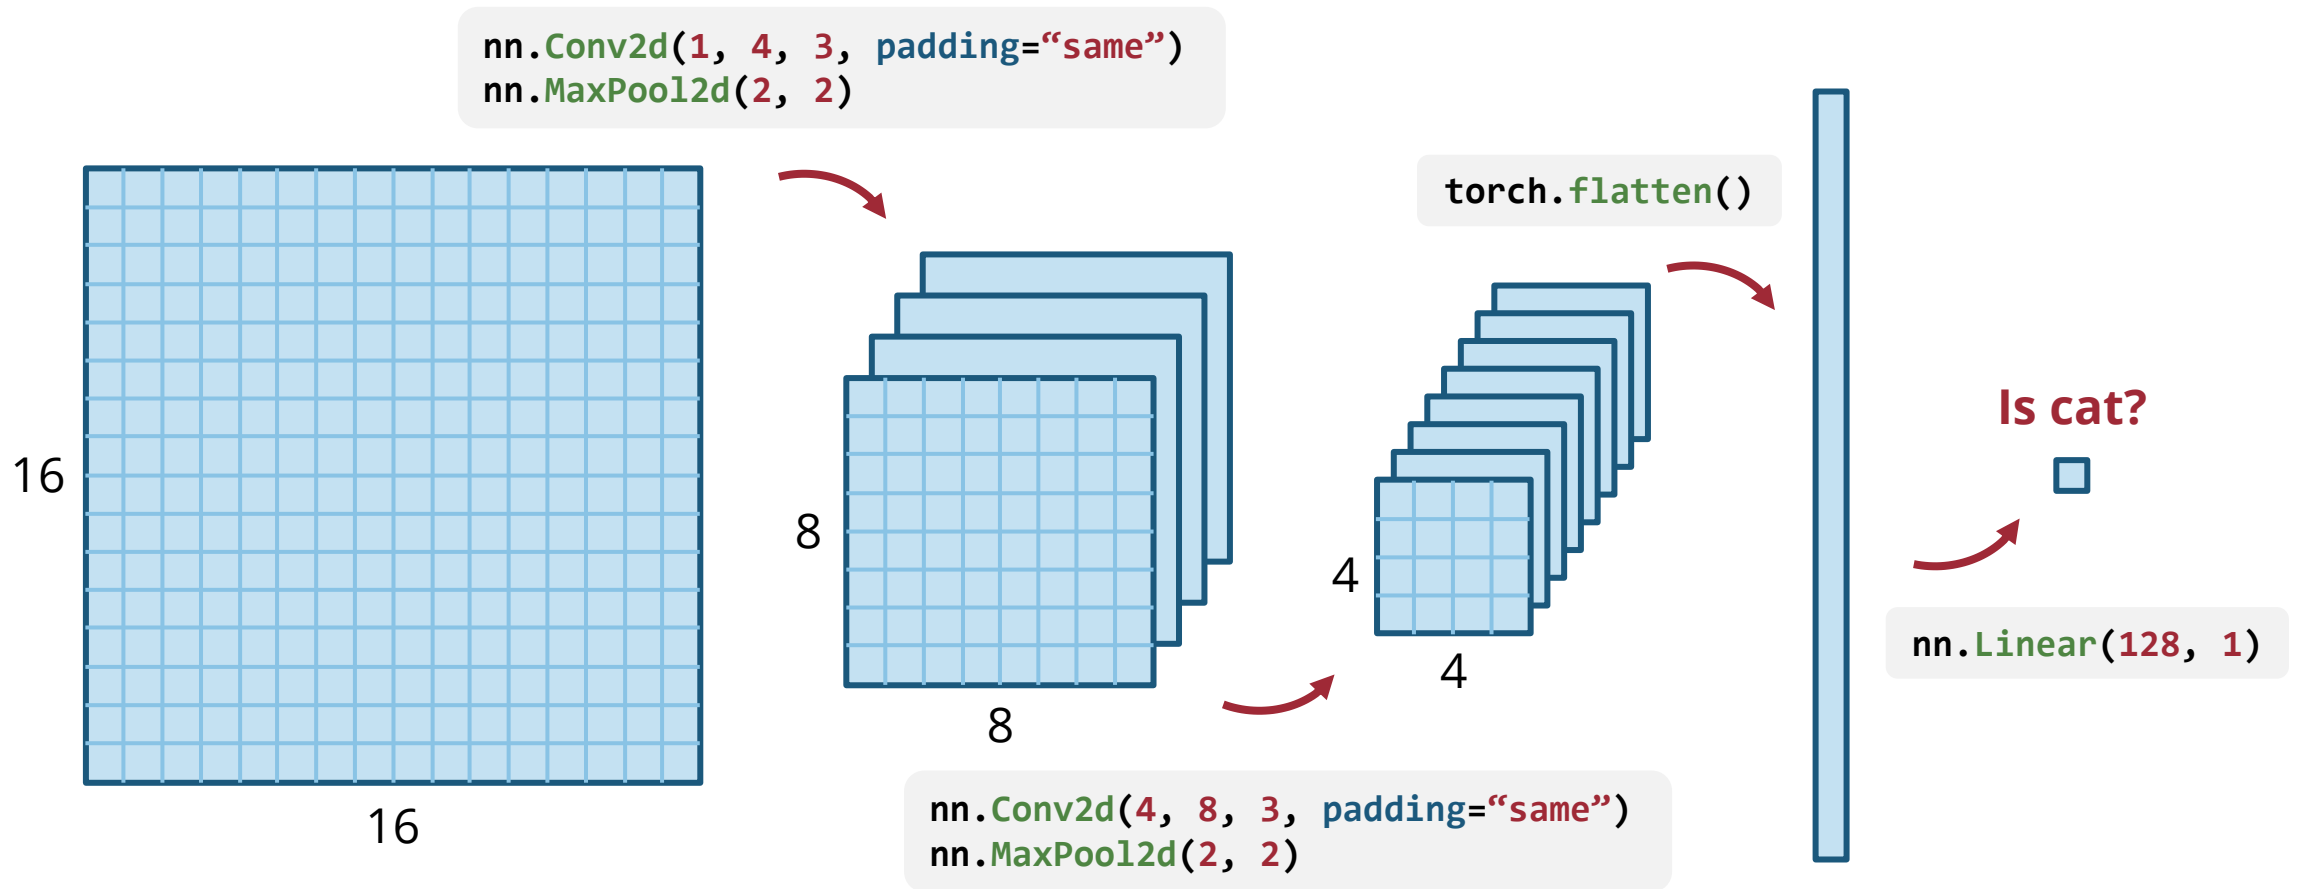 nn.Conv2d(1, 4, 3, padding=“same”)
nn.MaxPool2d(2, 2)
16
16
8
8
nn.Conv2d(4, 8, 3, padding=“same”)
nn.MaxPool2d(2, 2)
4
4
torch.flatten()
Is cat?
nn.Linear(128, 1)